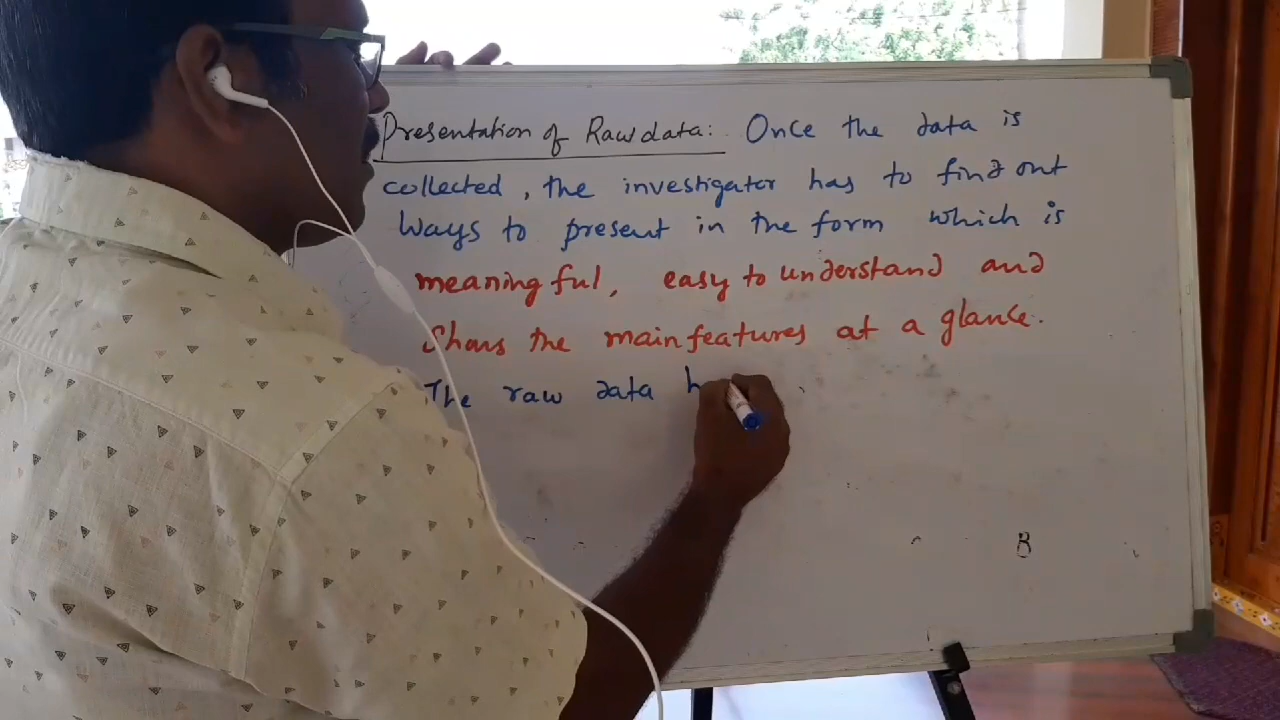 Presentation of Raw data: Once the data is
collected, the investigator has to find out
ways to present in the form which is
meaningful, easy to understand and
Shows the main features at a glance.
The raw data h
B